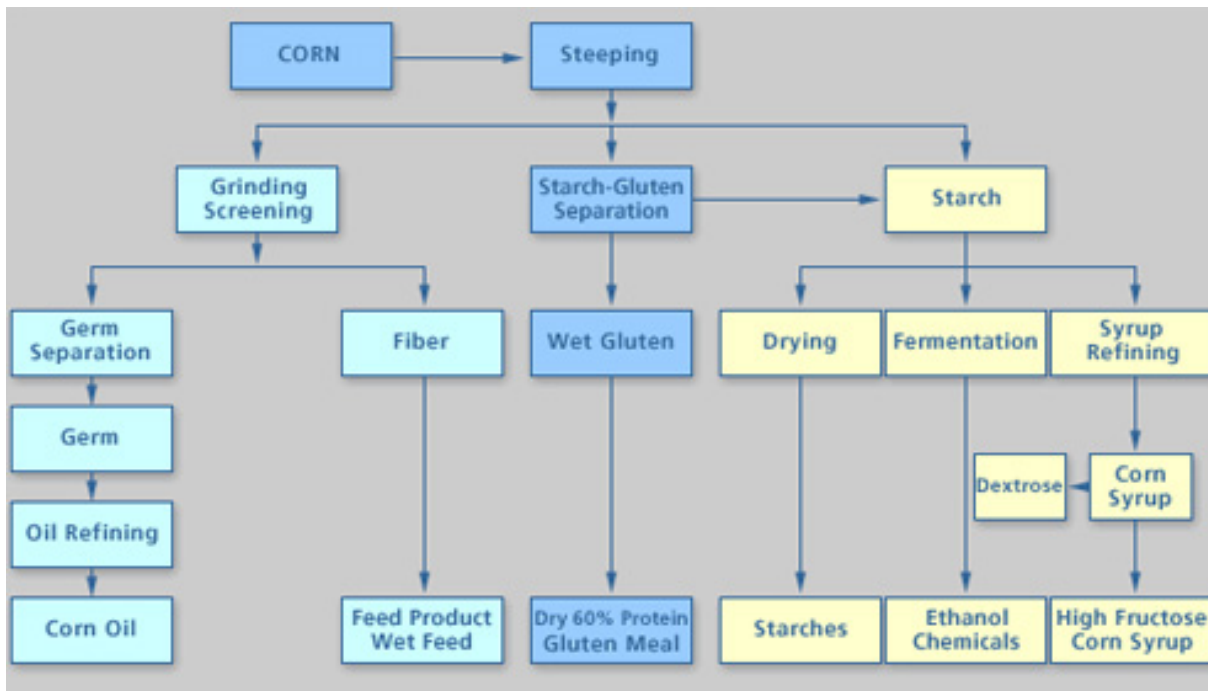 CORN
Steeping
Grinding
Screening
Starch-Gluten
Separation
Starch
Germ
Separation
Fiber
Wet Gluten
Drying
Fermentation
Syrup
Refining
Germ
Dextrose
Corn
Syrup
Oil Refining
Corn Oil
Feed Product
Wet Feed
Dry 60% Protein
Gluten Meal
Starches
Ethanol
Chemicals
High Fructose
Corn Syrup